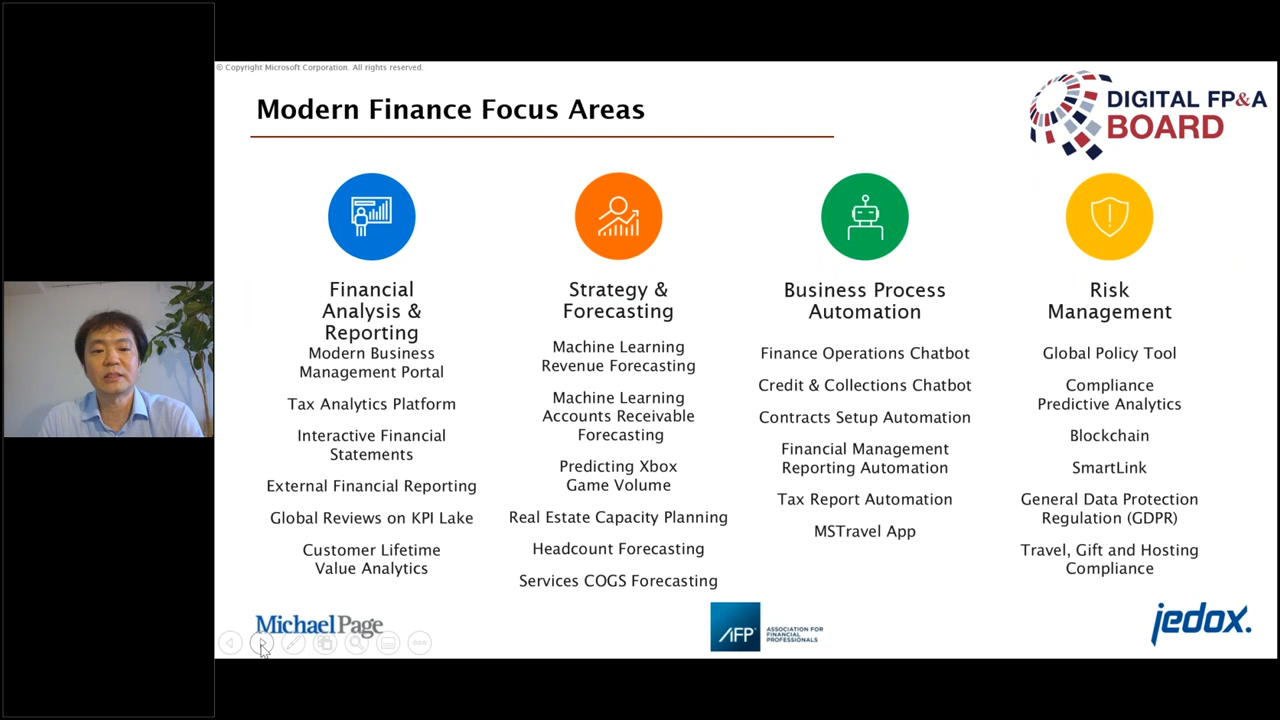 © Copyright Microsoft Corporation. All rights reserved.
Modern Finance Focus Areas
DIGITAL FP&A
BOARD
Financial
Analysis &
Reporting
Modern Business
Management Portal
Tax Analytics Platform
Interactive Financial
Statements
External Financial Reporting
Global Reviews on KPI Lake
Customer Lifetime
Value Analytics
Strategy &
Forecasting
Machine Learning
Revenue Forecasting
Machine Learning
Accounts Receivable
Forecasting
Predicting Xbox
Game Volume
Real Estate Capacity Planning
Headcount Forecasting
Services COGS Forecasting
Business Process
Automation
Finance Operations Chatbot
Credit & Collections Chatbot
Contracts Setup Automation
Financial Management
Reporting Automation
Tax Report Automation
MSTravel App
Risk
Management
Global Policy Tool
Compliance
Predictive Analytics
Blockchain
SmartLink
General Data Protection
Regulation (GDPR)
Travel, Gift and Hosting
Compliance
MichaelPage
AFP
ASSOCIATION FOR
FINANCIAL
PROFESSIONALS
jedox.